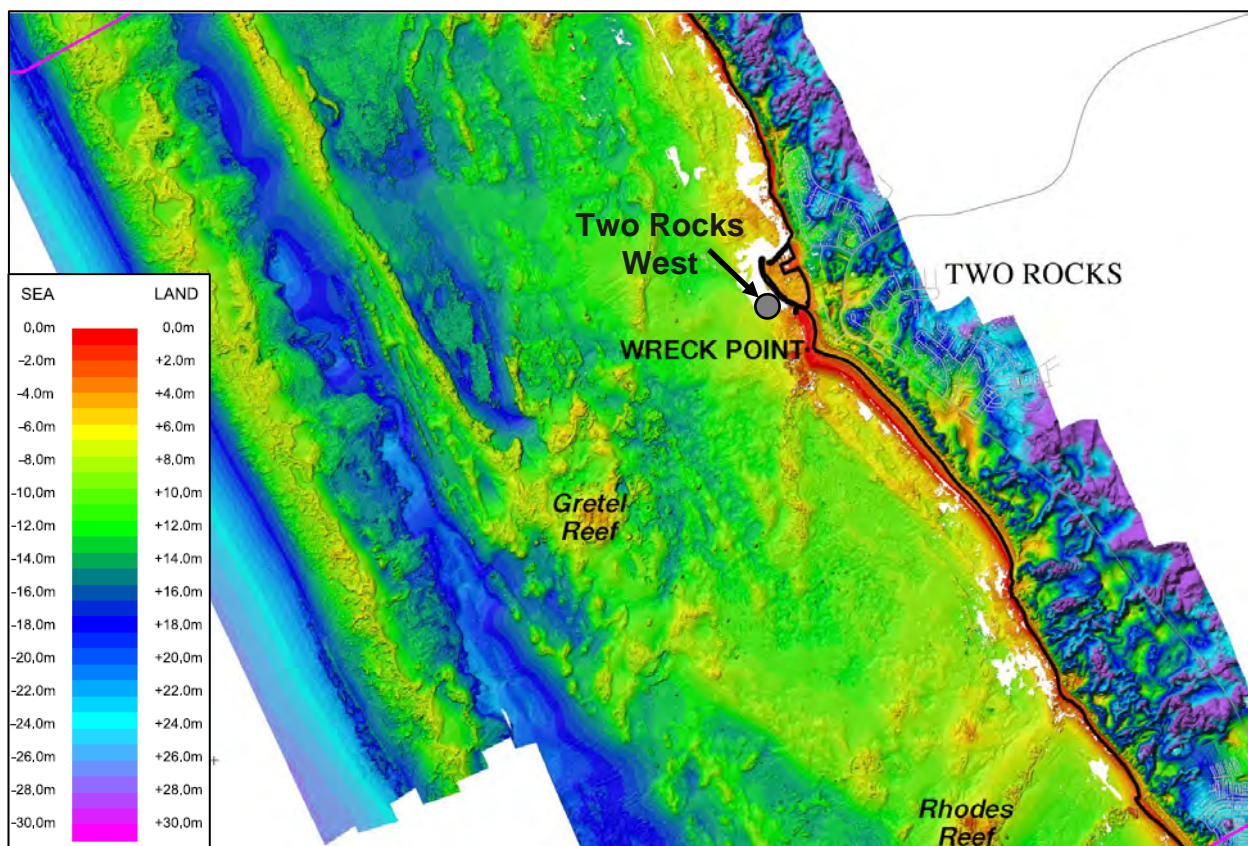 Two Rocks
West
TWO ROCKS
WRECK POINT
Gretel
Reef
Rhodes
Reef
SEA LAND
0,0m 0,0m
-2,0m +2,0m
-4,0m +4,0m
-6,0m +6,0m
-8,0m +8,0m
-10,0m +10,0m
-12,0m +12,0m
-14,0m +14,0m
-16,0m +16,0m
-18,0m +18,0m
-20,0m +20,0m
-22,0m +22,0m
-24,0m +24,0m
-26,0m +26,0m
-28,0m +28,0m
-30,0m +30,0m